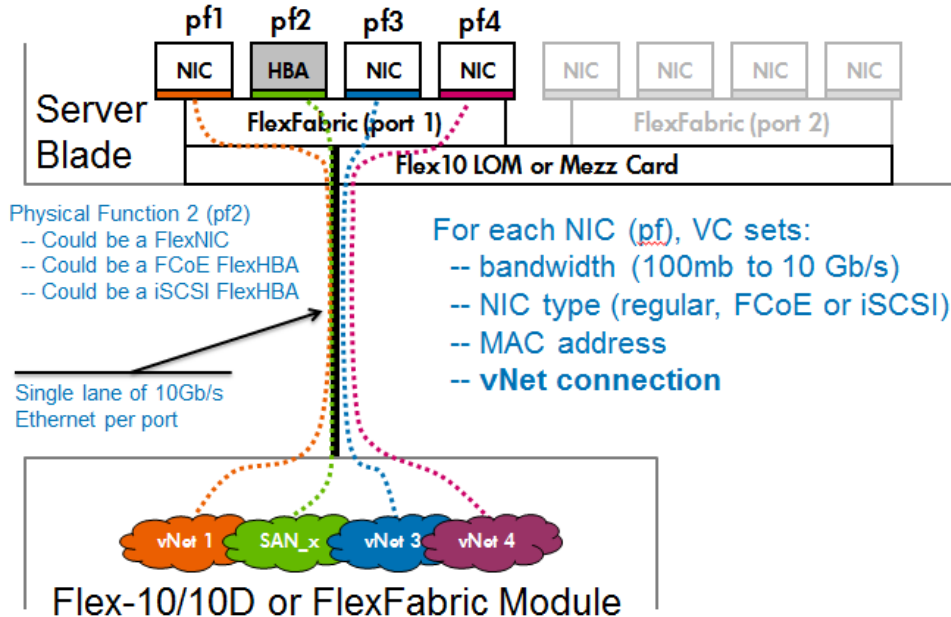 pf1 pf2 pf3 pf4
NIC HBA NIC NIC NIC NIC NIC NIC
FlexFabric (port 1) FlexFabric (port 2)
Server
Blade
Flex10 LOM or Mezz Card
Physical Function 2 (pf2)
-- Could be a FlexNIC
-- Could be a FCoE FlexHBA
-- Could be a iSCSI FlexHBA
Single lane of 10Gb/s
Ethernet per port
For each NIC (pf), VC sets:
-- bandwidth (100mb to 10 Gb/s)
-- NIC type (regular, FCoE or iSCSI)
-- MAC address
-- vNet connection
vNet 1 SAN_x vNet 3 vNet 4
Flex-10/10D or FlexFabric Module